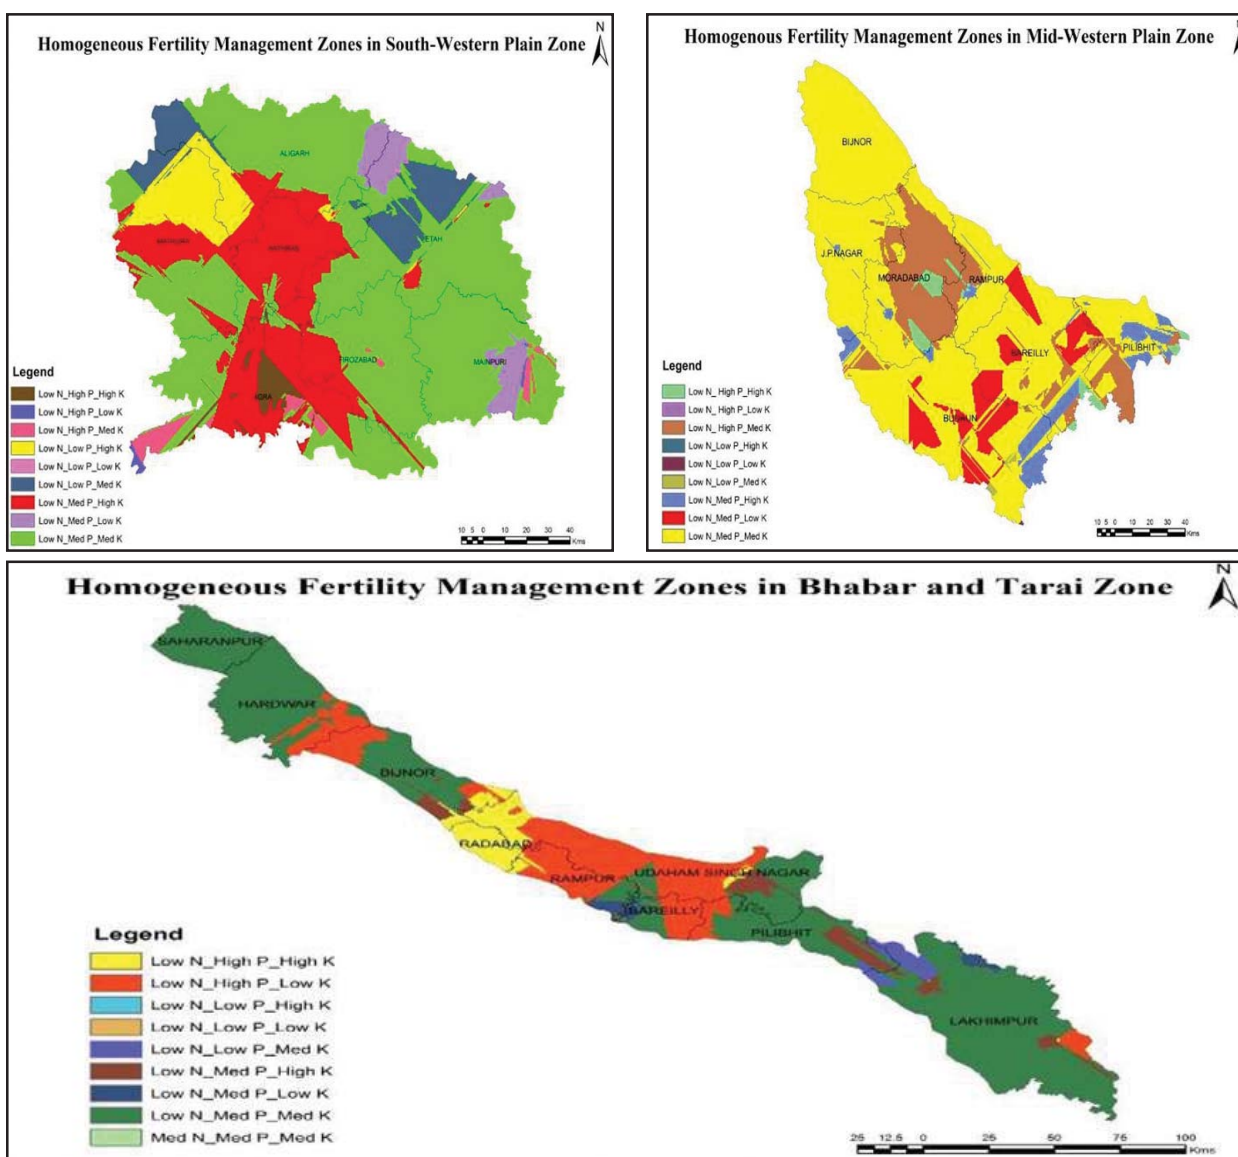 Homogeneous Fertility Management Zones in South-Western Plain Zone
N
ALIGARH
MATHURA
HATHRAS
ETAH
FIROZABAD
MAINPURI
AGRA
Legend
Low N_High P_High K
Low N_High P_Low K
Low N_High P_Med K
Low N_Low P_High K
Low N_Low P_Low K
Low N_Low P_Med K
Low N_Med P_High K
Low N_Med P_Low K
Low N_Med P_Med K
10 5 0 10 20 30 40
Kms
Homogenous Fertility Management Zones in Mid-Western Plain Zone
BIJNOR
J.P.NAGAR
MORADABAD
RAMPUR
BAREILLY
PILIBHIT
BUDAUN
Legend
Low N_High P_High K
Low N_High P_Low K
Low N_High P_Med K
Low N_Low P_High K
Low N_Low P_Low K
Low N_Low P_Med K
Low N_Med P_High K
Low N_Med P_Low K
Low N_Med P_Med K
10 5 0 10 20 30 40
Kms
Homogeneous Fertility Management Zones in Bhabar and Tarai Zone
N
SAHARANPUR
HARDWAR
BIJNOR
RADABAD
RAMPUR
UDAHAM SINGH NAGAR
BAREILLY
PILIBHIT
LAKHIMPUR
Legend
Low N_High P_High K
Low N_High P_Low K
Low N_Low P_High K
Low N_Low P_Low K
Low N_Low P_Med K
Low N_Med P_High K
Low N_Med P_Low K
Low N_Med P_Med K
Med N_Med P_Med K
25 12.5 0 25 50 75 100
Kms